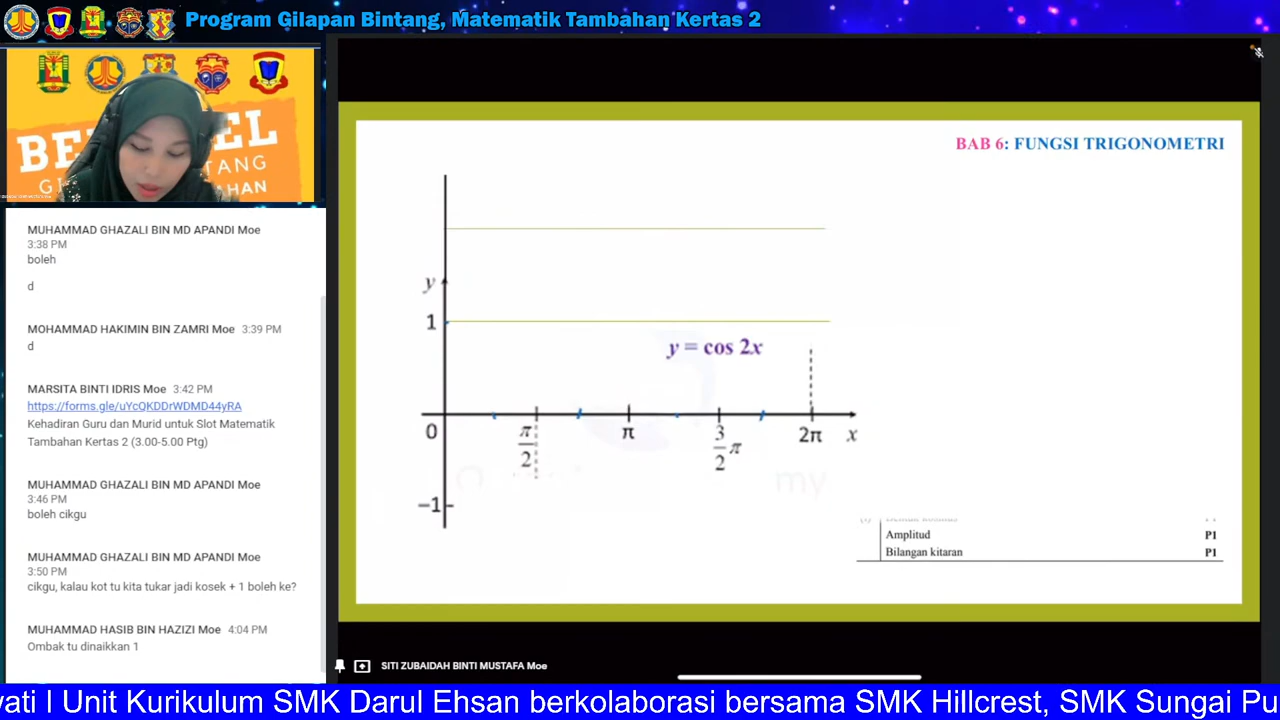 Program Gilapan Bintang, Matematik Tambahan Kertas 2
MUHAMMAD GHAZALI BIN MD APANDI Moe
3:38 PM
boleh
d
MOHAMMAD HAKIMIN BIN ZAMRI Moe 3:39 PM
d
MARSITA BINTI IDRIS Moe 3:42 PM
https://forms.gle/uYcQKDDrWDMD44yRA
Kehadiran Guru dan Murid untuk Slot Matematik
Tambahan Kertas 2 (3.00-5.00 Ptg)
MUHAMMAD GHAZALI BIN MD APANDI Moe
3:46 PM
boleh cikgu
MUHAMMAD GHAZALI BIN MD APANDI Moe
3:50 PM
cikgu, kalau kot tu kita tukar jadi kosek + 1 boleh ke?
MUHAMMAD HASIB BIN HAZIZI Moe 4:04 PM
Ombak tu dinaikkan 1
BAB 6: FUNGSI TRIGONOMETRI
y
1
y = cos 2x
0
π/2
π
3/2 π
2π
x
−1
Amplitud P1
Bilangan kitaran P1
SITI ZUBAIDAH BINTI MUSTAFA Moe
yati I Unit Kurikulum SMK Darul Ehsan berkolaborasi bersama SMK Hillcrest, SMK Sungai Pu